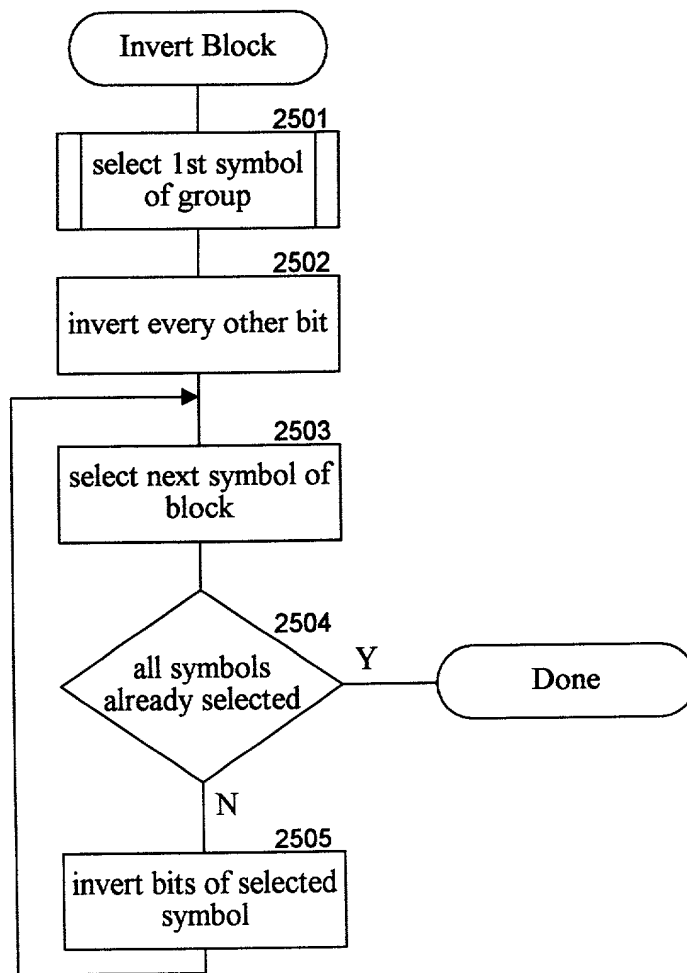 Invert Block
2501
select 1st symbol
of group
2502
invert every other bit
2503
select next symbol of
block
2504
all symbols
already selected
Y
Done
N
2505
invert bits of selected
symbol